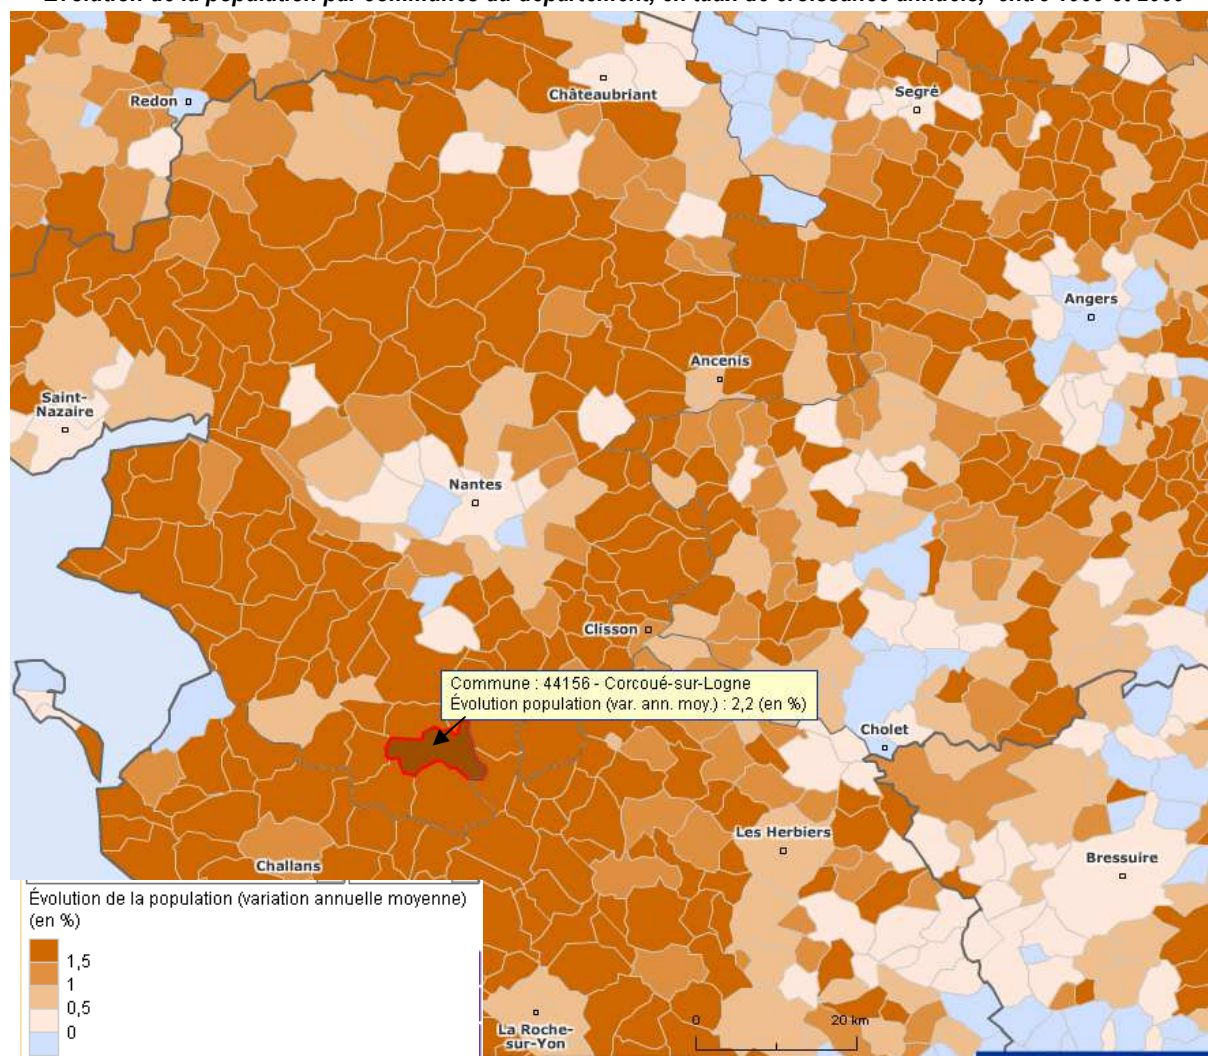 Redon
Châteaubriant
Segré
Angers
Ancenis
Saint-
Nazaire
Nantes
Clisson
Commune : 44156 - Corcoué-sur-Logne
Évolution population (var. ann. moy.) : 2,2 (en %)
Cholet
Les Herbiers
Bressuire
Challans
Évolution de la population (variation annuelle moyenne)
(en %)
1,5
1
0,5
0
La Roche-
sur-Yon
0 20 km